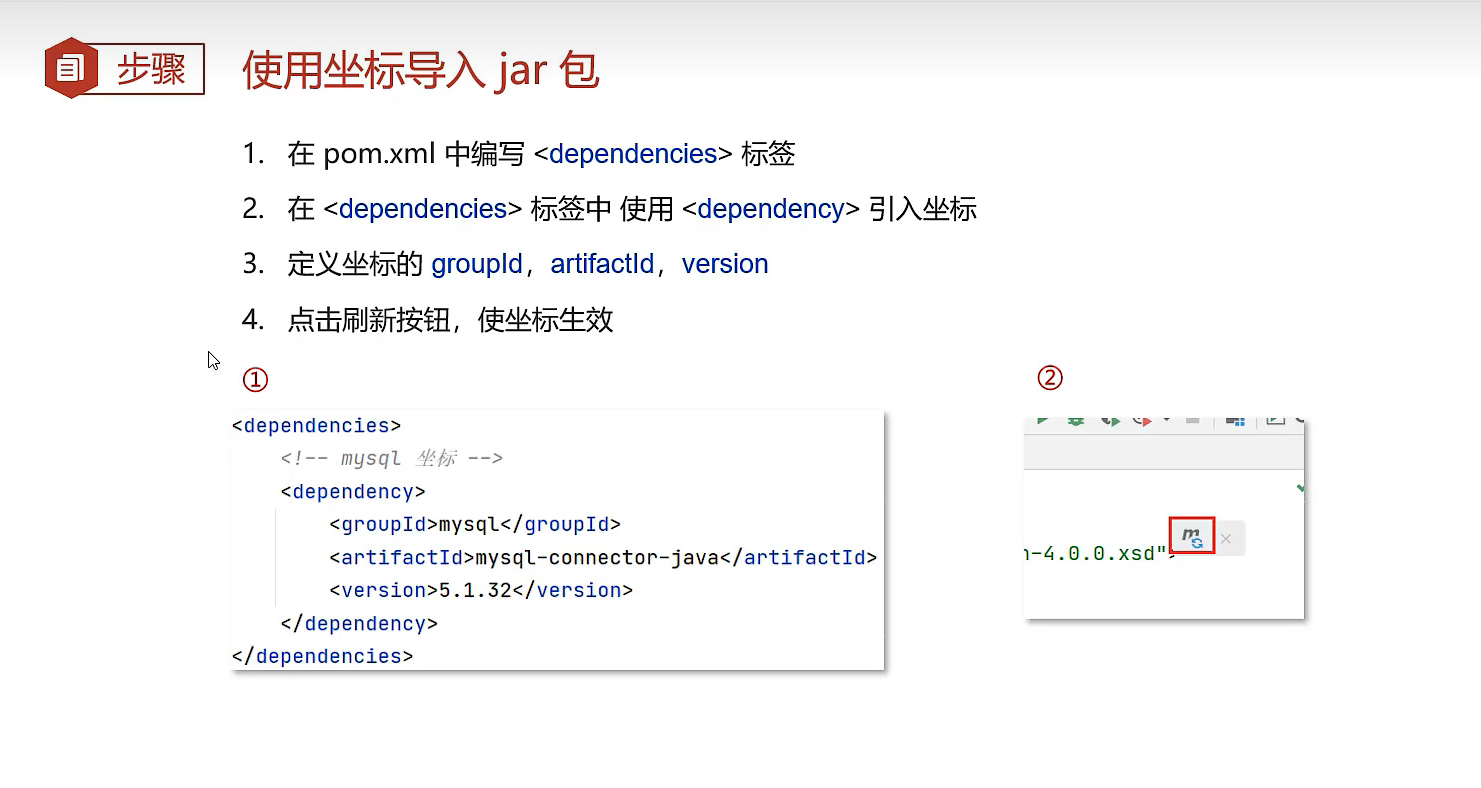 步骤
使用坐标导入 jar 包
1. 在 pom.xml 中编写 <dependencies> 标签
2. 在 <dependencies> 标签中 使用 <dependency> 引入坐标
3. 定义坐标的 groupId，artifactId，version
4. 点击刷新按钮，使坐标生效
①
<dependencies>
<!-- mysql 坐标 -->
<dependency>
<groupId>mysql</groupId>
<artifactId>mysql-connector-java</artifactId>
<version>5.1.32</version>
</dependency>
</dependencies>
②
m
-4.0.0.xsd">